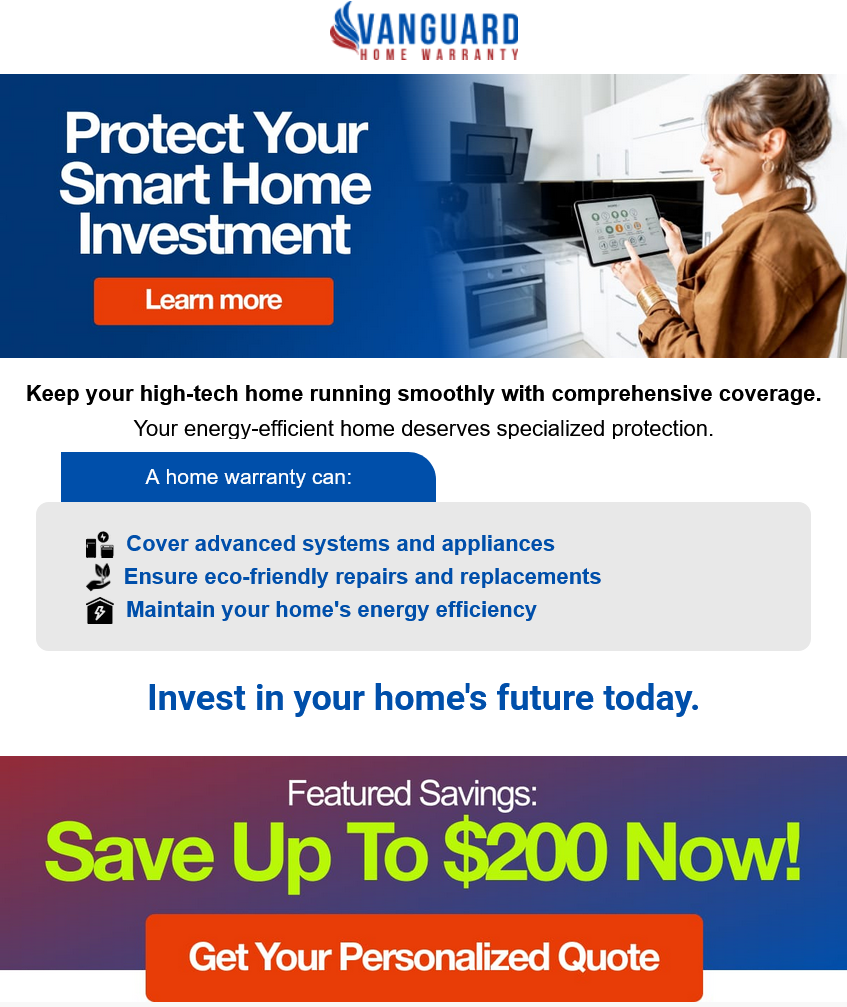 VANGUARD
HOME WARRANTY
Protect Your
Smart Home
Investment
Learn more
Keep your high-tech home running smoothly with comprehensive coverage.
Your energy-efficient home deserves specialized protection.
A home warranty can:
Cover advanced systems and appliances
Ensure eco-friendly repairs and replacements
Maintain your home's energy efficiency
Invest in your home's future today.
Featured Savings:
Save Up To $200 Now!
Get Your Personalized Quote